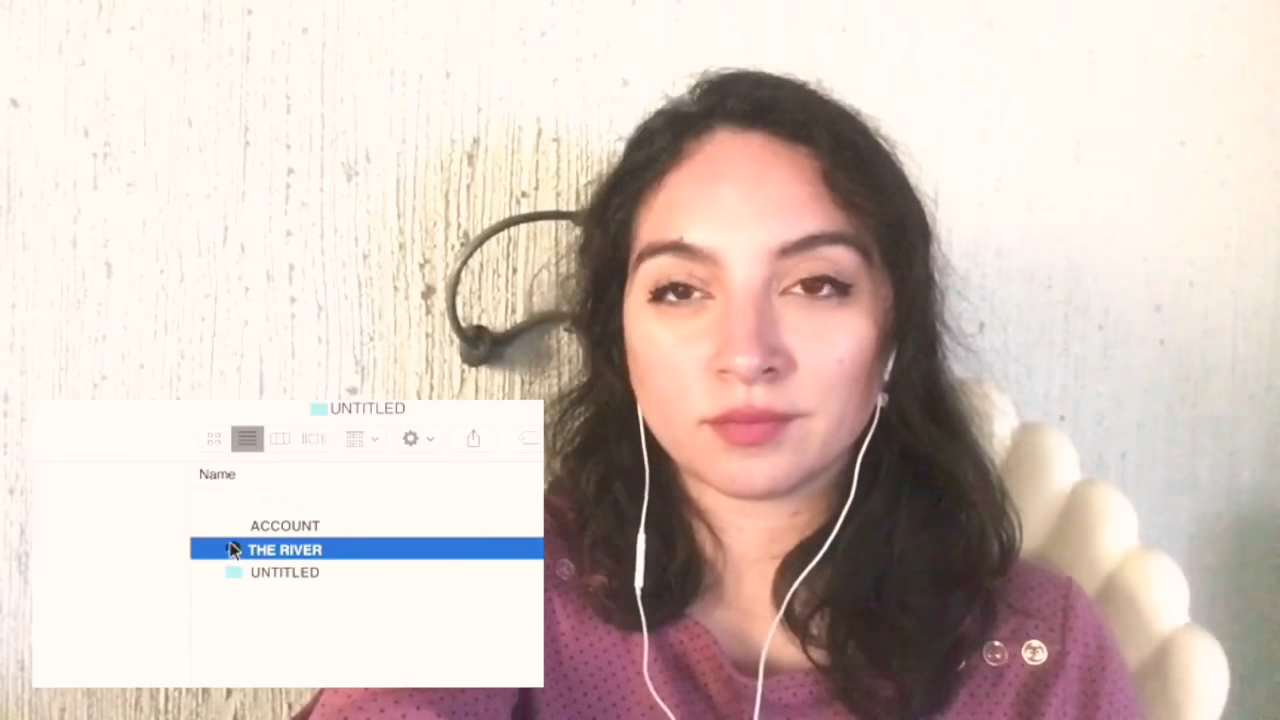 UNTITLED
Name
ACCOUNT
THE RIVER
UNTITLED